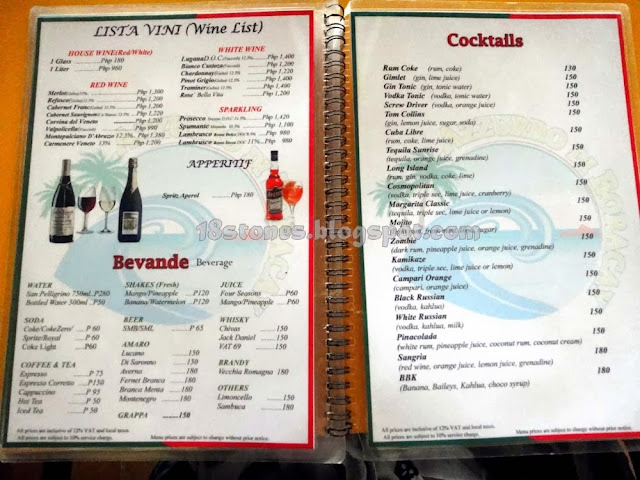 LISTA VINI (Wine List)
HOUSE WINE(Red/White)
1 Glass Php 180
1 Liter Php 960
RED WINE
Merlot Php 1,300
Refosco Php 1,300
Cabernet Franc Php 1,200
Cabernet Sauvignon Php 1,200
Corvina del Veneto Php 1,200
Valpolicella Php 990
Montepulciano D'Abruzzo 12,5% Php 1,260
Carmenere Veneto 13% Php 1,180
WHITE WINE
Lugana D.O.C. Php 1,400
Bianco Custoza Php 1,200
Chardonney Php 1,220
Pinot Grigio Php 1,200
Traminer Php 1,200
Rose' Bella Vita Php 1,200
SPARKLING
Prosecco Php 1,420
Spumante Php 1,100
Lambrusco Php 980
Lambrusco Php 980
APPERITIF
Spritz Aperol Php 180
18stones.blogspot.com
Bevande Beverage
WATER
San Pelligrino 750ml..P260
Bottled Water 500ml...P50
SODA
Coke/CokeZero P 60
Sprite/Royal P 60
Coke Light P60
COFFEE & TEA
Espresso P 75
Espresso Corretto P150
Cappuccino P 95
Hot Tea P 50
Iced Tea P 50
SHAKES (Fresh)
Mango/Pineapple P120
Banana/Watermelon P120
BEER
SMB/SML P 65
AMARO
Lucano 150
Di Saronno 150
Averna 180
Fernet Branca 180
Branca Menta 180
Montenegro 180
GRAPPA 150
JUICE
Four Seasons P 60
Mango/Pineapple P60
WHISKY
Chivas 150
Jack Daniel 150
VAT 69 150
BRANDY
Vecchia Romagna 180
OTHERS
Limoncello 150
Sambuca 180
All prices are inclusive of 12% VAT and local taxes.
All prices are subject to 10% service charge.
Menu prices are subject to change without prior notice.
Cocktails
Rum Coke (rum, coke) 130
Gimlet (gin, lime juice) 150
Gin Tonic (gin, tonic water) 150
Vodka Tonic (vodka, tonic water) 150
Screw Driver (vodka, orange juice) 150
Tom Collins 150
(gin, lemon juice, sugar, soda)
Cuba Libre 150
(rum, coke, lime juice)
Tequila Sunrise 150
(tequila, orange juice, grenadine)
Long Island 150
(rum, gin, vodka, coke, lime)
Cosmopolitan 150
(vodka, triple sec, lime juice, cranberry)
Margarita Classic 150
(tequila, triple sec, lime juice or lemon)
Mojito 150
Zombie 150
(dark rum, pineapple juice, orange juice, grenadine)
Kamikaze 150
(vodka, triple sec, lime juice or lemon)
Campari Orange 150
(campari, orange juice)
Black Russian 150
(vodka, kahlua)
White Russian 150
(vodka, kahlua, milk)
Pinacolada 150
(white rum, pineapple juice, coconut rum, coconut cream)
Sangria 180
(red wine, orange juice, lemon juice, grenadine)
BBK 180
(Banana, Baileys, Kahlua, choco syrup)
All prices are inclusive of 12% VAT and local taxes.
All prices are subject to 10% service charge.
Menu prices are subject to change without prior notice.